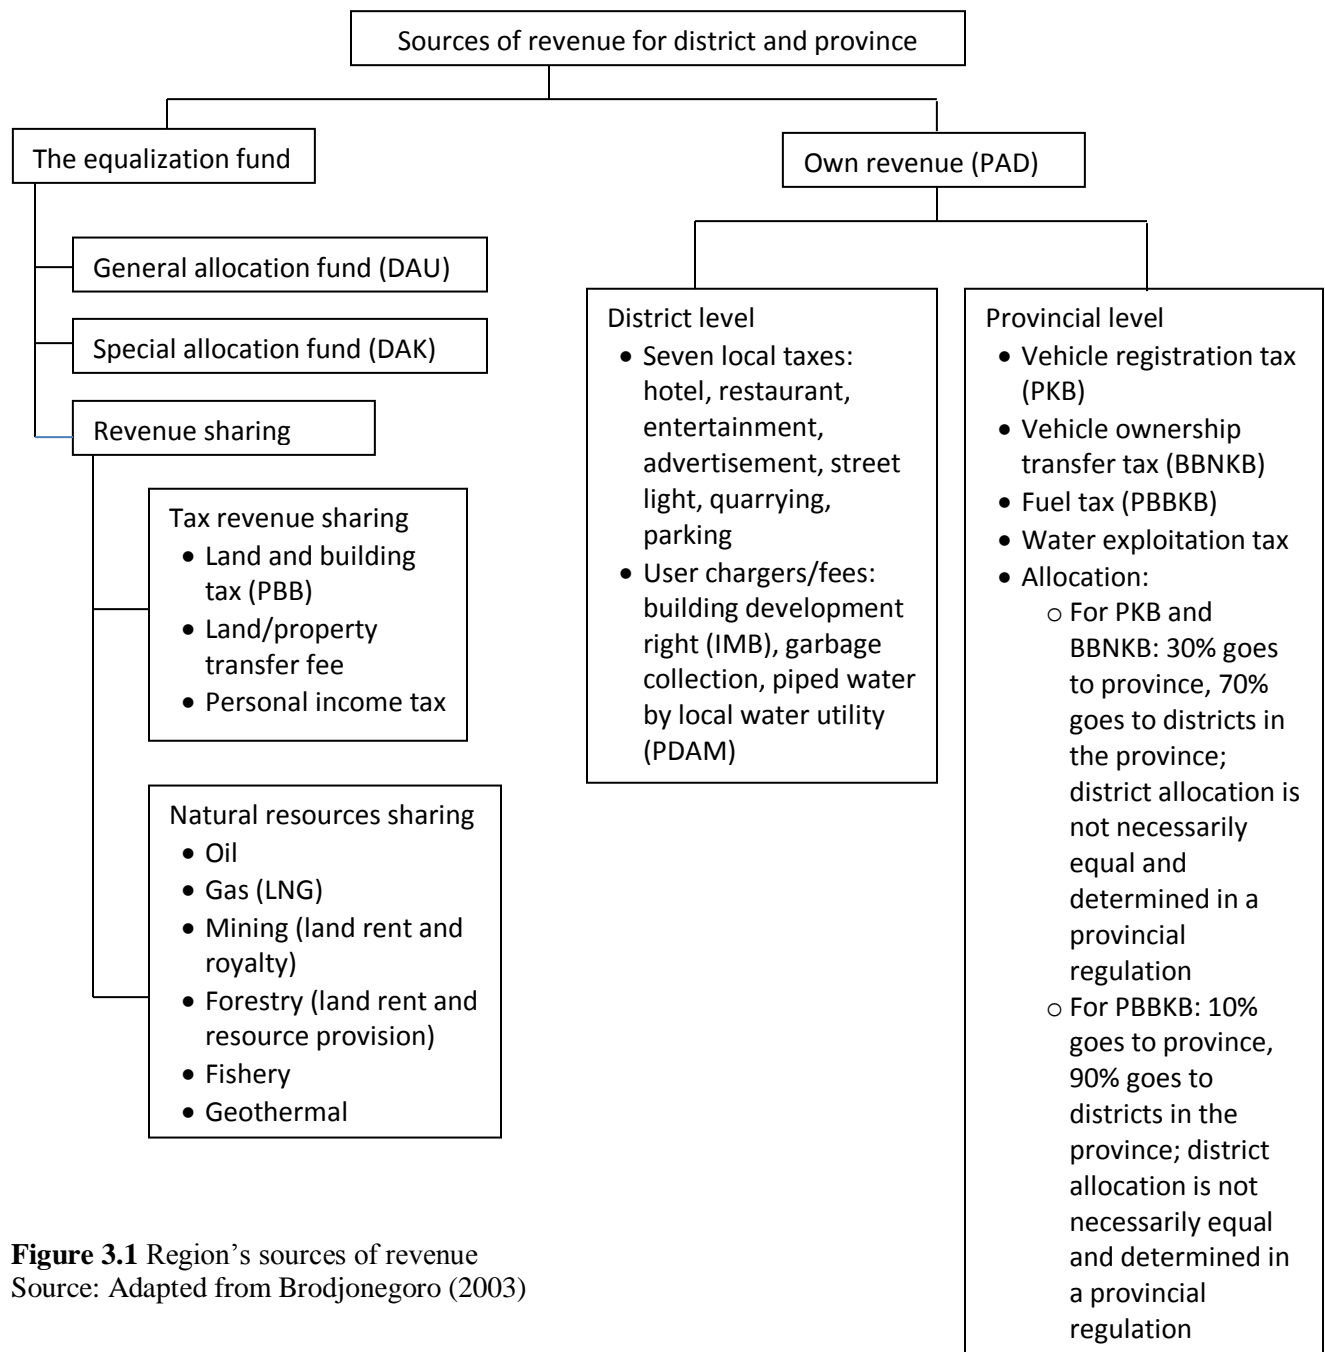 Sources of revenue for district and province
The equalization fund
Own revenue (PAD)
General allocation fund (DAU)
Special allocation fund (DAK)
Revenue sharing
Tax revenue sharing
• Land and building
tax (PBB)
• Land/property
transfer fee
• Personal income tax
Natural resources sharing
• Oil
• Gas (LNG)
• Mining (land rent and
royalty)
• Forestry (land rent and
resource provision)
• Fishery
• Geothermal
District level
• Seven local taxes:
hotel, restaurant,
entertainment,
advertisement, street
light, quarrying,
parking
• User chargers/fees:
building development
right (IMB), garbage
collection, piped water
by local water utility
(PDAM)
Provincial level
• Vehicle registration tax
(PKB)
• Vehicle ownership
transfer tax (BBNKB)
• Fuel tax (PBBKB)
• Water exploitation tax
• Allocation:
o For PKB and
BBNKB: 30% goes
to province, 70%
goes to districts in
the province;
district allocation is
not necessarily
equal and
determined in a
provincial
regulation
o For PBBKB: 10%
goes to province,
90% goes to
districts in the
province; district
allocation is not
necessarily equal
and determined in
a provincial
regulation
Figure 3.1 Region’s sources of revenue
Source: Adapted from Brodjonegoro (2003)